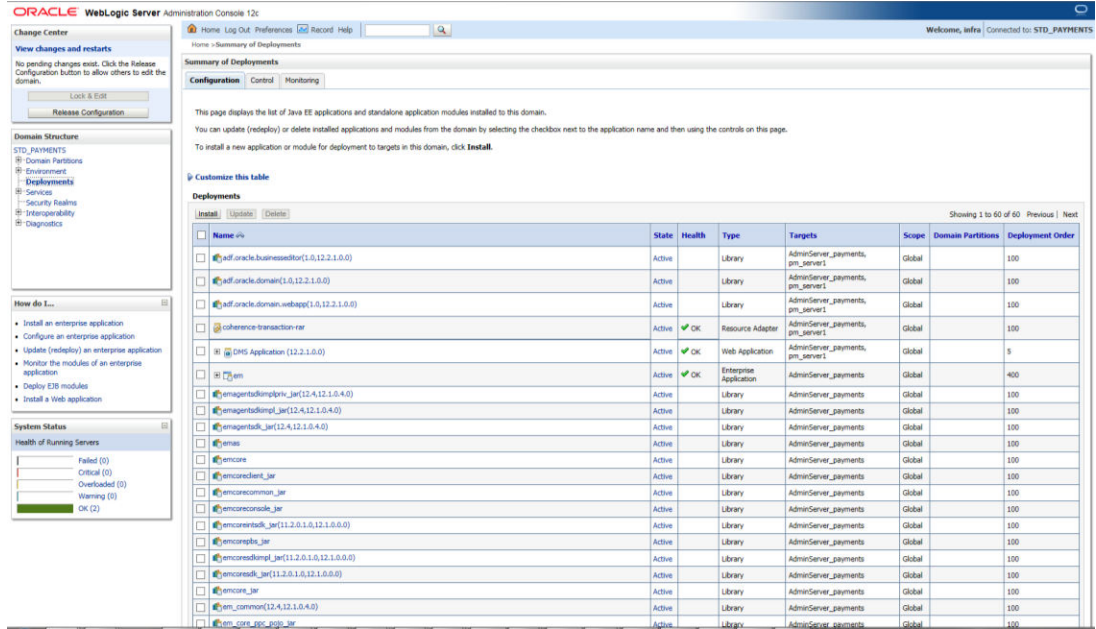 ORACLE WebLogic Server Administration Console 12c
Change Center
View changes and restarts
No pending changes exist. Click the Release
Configuration button to allow others to edit the
domain.
Lock & Edit
Release Configuration
Domain Structure
STD_PAYMENTS
Domain Partitions
Environment
Deployments
Services
Security Realms
Interoperability
Diagnostics
How do I...
Install an enterprise application
Configure an enterprise application
Update (redeploy) an enterprise application
Monitor the modules of an enterprise
application
Deploy EJB modules
Install a Web application
System Status
Health of Running Servers
Failed (0)
Critical (0)
Overloaded (0)
Warning (0)
OK (2)
Home Log Out Preferences Record Help
Welcome, infra Connected to: STD_PAYMENTS
Home >Summary of Deployments
Summary of Deployments
Configuration Control Monitoring
This page displays the list of Java EE applications and standalone application modules installed to this domain.
You can update (redeploy) or delete installed applications and modules from the domain by selecting the checkbox next to the application name and then using the controls on this page.
To install a new application or module for deployment to targets in this domain, click Install.
Customize this table
Deployments
Install Update Delete Showing 1 to 60 of 60 Previous | Next
Name State Health Type Targets Scope Domain Partitions Deployment Order
adf.oracle.businesseditor(1.0,12.2.1.0.0) Active Library AdminServer_payments, pm_server1 Global 100
adf.oracle.domain(1.0,12.2.1.0.0) Active Library AdminServer_payments, pm_server1 Global 100
adf.oracle.domain.webapp(1.0,12.2.1.0.0) Active Library AdminServer_payments, pm_server1 Global 100
coherence-transaction-rar Active OK Resource Adapter AdminServer_payments, pm_server1 Global 100
DMS Application (12.2.1.0.0) Active OK Web Application AdminServer_payments, pm_server1 Global 5
em Active OK Enterprise Application AdminServer_payments Global 400
emagentsdkimplpriv_jar(12.4,12.1.0.4.0) Active Library AdminServer_payments Global 100
emagentsdkimpl_jar(12.4,12.1.0.4.0) Active Library AdminServer_payments Global 100
emagentsdk_jar(12.4,12.1.0.4.0) Active Library AdminServer_payments Global 100
emas Active Library AdminServer_payments Global 100
emcore Active Library AdminServer_payments Global 100
emcoreclient_jar Active Library AdminServer_payments Global 100
emcorecommon_jar Active Library AdminServer_payments Global 100
emcoreconsole_jar Active Library AdminServer_payments Global 100
emcoreintsdk_jar(11.2.0.1.0,12.1.0.0.0) Active Library AdminServer_payments Global 100
emcorepbs_jar Active Library AdminServer_payments Global 100
emcoresdkimpl_jar(11.2.0.1.0,12.1.0.0.0) Active Library AdminServer_payments Global 100
emcoresdk_jar(11.2.0.1.0,12.1.0.0.0) Active Library AdminServer_payments Global 100
emcore_jar Active Library AdminServer_payments Global 100
em_common(12.4,12.1.0.4.0) Active Library AdminServer_payments Global 100
em_core_ppc_pojo_jar Active Library AdminServer_payments Global 100